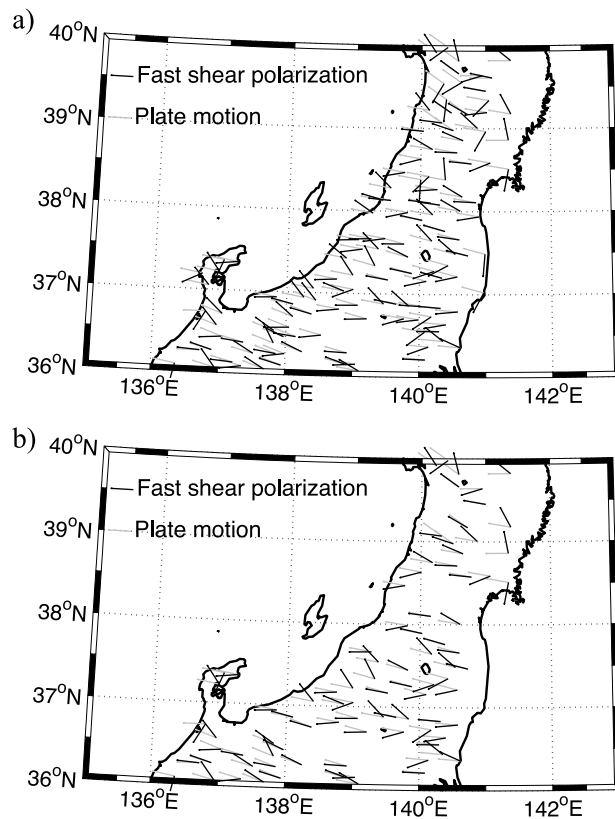 a)
40°N
Fast shear polarization
39°N
Plate motion
38°N
37°N
36°N
136°E 138°E 140°E 142°E
b)
40°N
Fast shear polarization
39°N
Plate motion
38°N
37°N
36°N
136°E 138°E 140°E 142°E